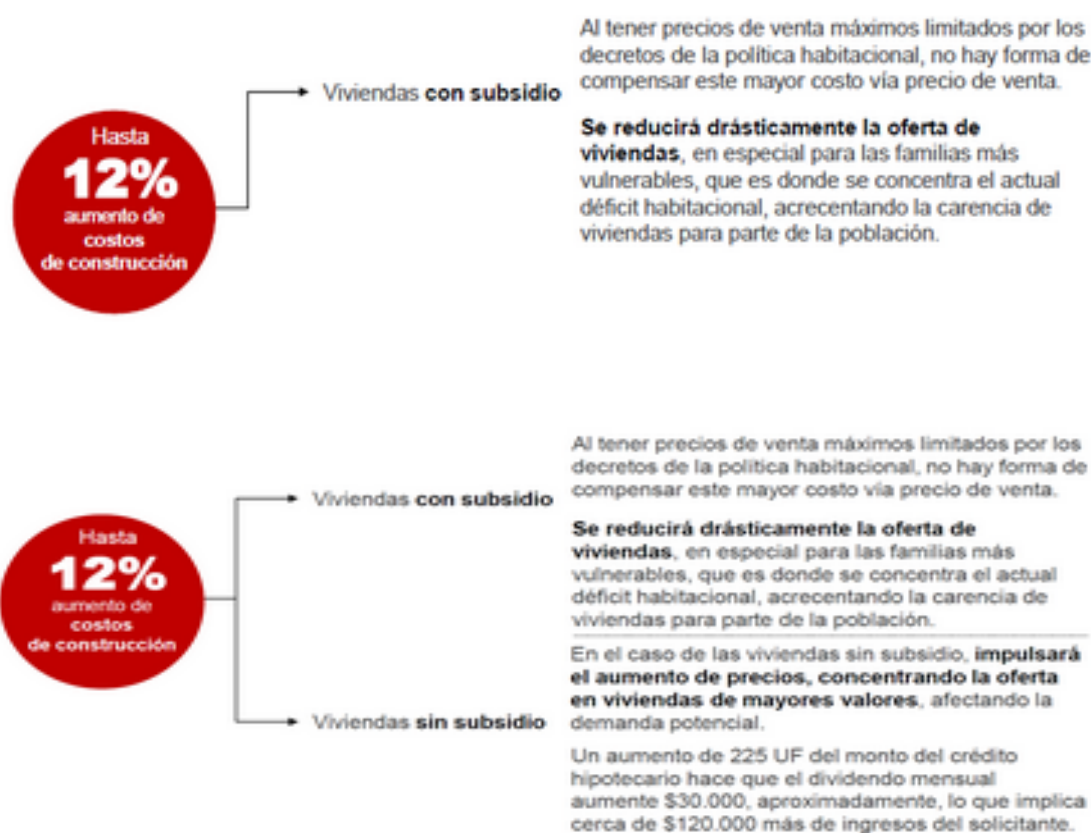 Al tener precios de venta máximos limitados por los
decretos de la política habitacional, no hay forma de
compensar este mayor costo vía precio de venta.
Viviendas con subsidio
Se reducirá drásticamente la oferta de
viviendas, en especial para las familias más
vulnerables, que es donde se concentra el actual
déficit habitacional, acrecentando la carencia de
viviendas para parte de la población.
Hasta
12%
aumento de
costos
de construcción
Al tener precios de venta máximos limitados por los
decretos de la política habitacional, no hay forma de
compensar este mayor costo vía precio de venta.
Viviendas con subsidio
Se reducirá drásticamente la oferta de
viviendas, en especial para las familias más
vulnerables, que es donde se concentra el actual
déficit habitacional, acrecentando la carencia de
viviendas para parte de la población.
Hasta
12%
aumento de
costos
de construcción
En el caso de las viviendas sin subsidio, impulsará
el aumento de precios, concentrando la oferta
en viviendas de mayores valores, afectando la
demanda potencial.
Viviendas sin subsidio
Un aumento de 225 UF del monto del crédito
hipotecario hace que el dividendo mensual
aumente $30.000, aproximadamente, lo que implica
cerca de $120.000 más de ingresos del solicitante.